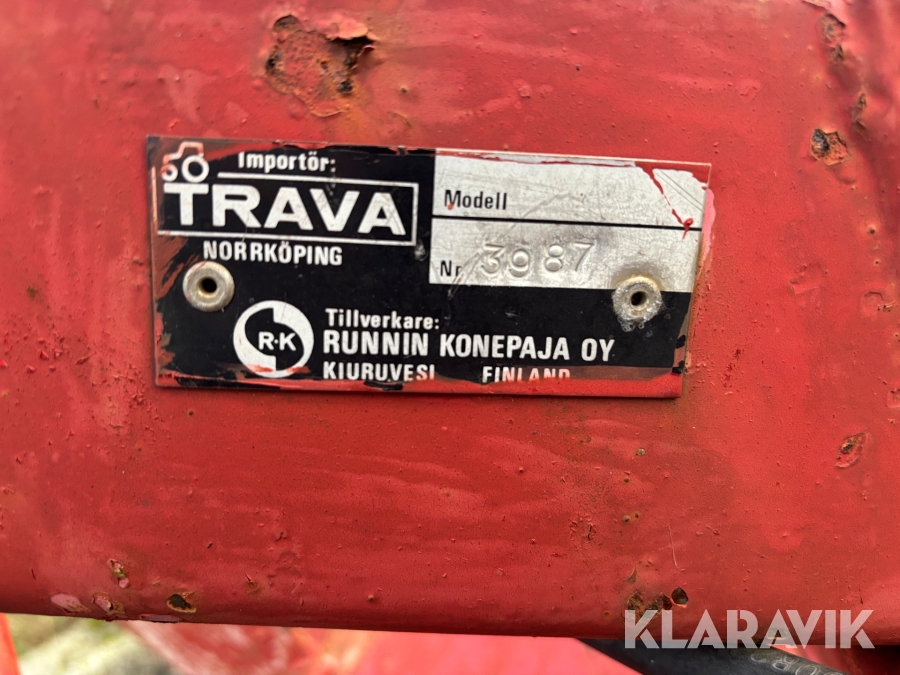 Importör:
TRAVA
NORRKÖPING
Modell
Nr 3987
R·K
Tillverkare:
RUNNIN KONEPAJA OY
KIURUVESI FINLAND
KLARAVIK